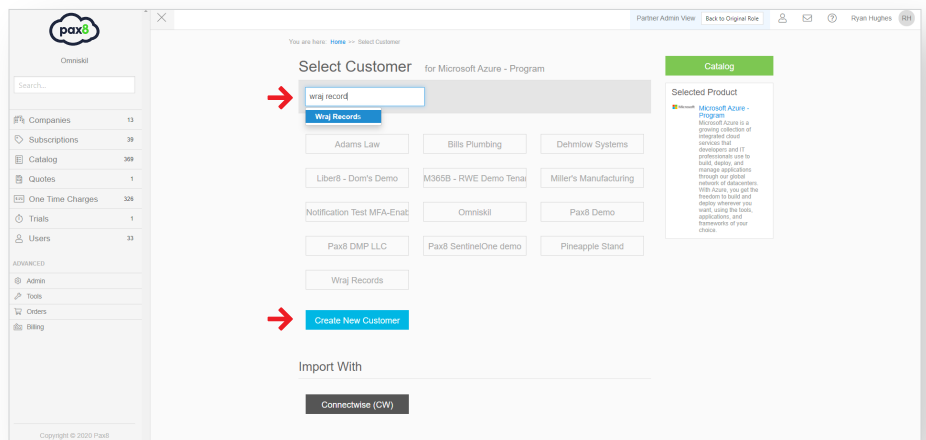 pax8
Omniskil
Search...
Companies 13
Subscriptions 39
Catalog 369
Quotes 1
One Time Charges 326
Trials 1
Users 33
ADVANCED
Admin
Tools
Orders
Billing
Copyright © 2020 Pax8
Partner Admin View Back to Original Role Ryan Hughes RH
You are here: Home >> Select Customer
Select Customer for Microsoft Azure - Program
wraj record
Wraj Records
Adams Law Bills Plumbing Dehmlow Systems
Liber8 - Dom's Demo M365B - RWE Demo Tenan Miller's Manufacturing
Notification Test MFA-Enab Omniskil Pax8 Demo
Pax8 DMP LLC Pax8 SentinelOne demo Pineapple Stand
Wraj Records
Create New Customer
Import With
Connectwise (CW)
Catalog
Selected Product
Microsoft
Microsoft Azure -
Program
Microsoft Azure is a
growing collection of
integrated cloud
services that
developers and IT
professionals use to
build, deploy, and
manage applications
through our global
network of datacenters.
With Azure, you get the
freedom to build and
deploy wherever you
want, using the tools,
applications, and
frameworks of your
choice.